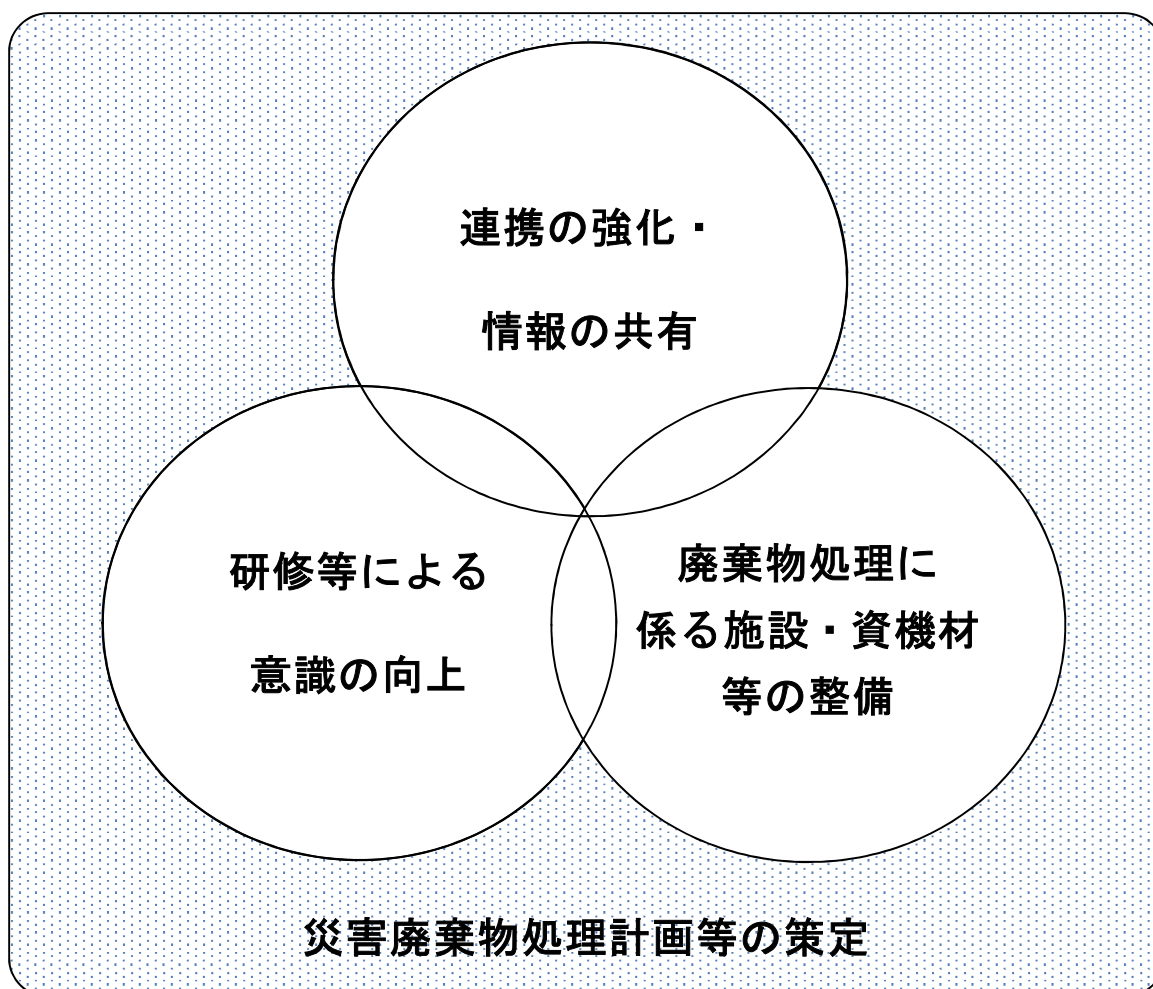 連携の強化・
情報の共有
研修等による
意識の向上
廃棄物処理に
係る施設・資機材
等の整備
災害廃棄物処理計画等の策定